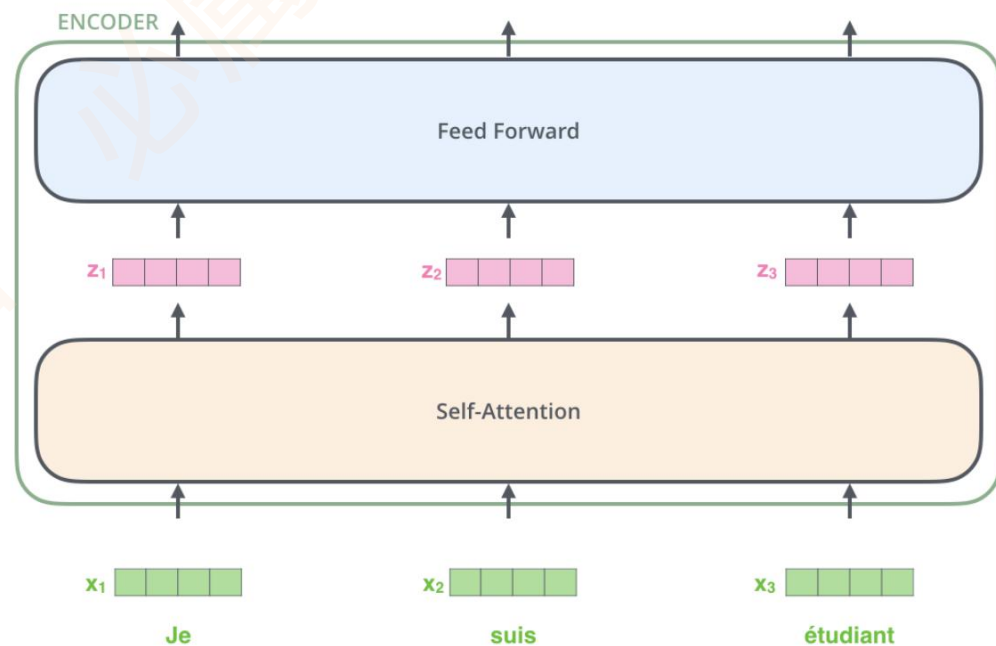 ENCODER
Feed Forward
z₁ z₂ z₃
Self-Attention
x₁ x₂ x₃
Je suis étudiant